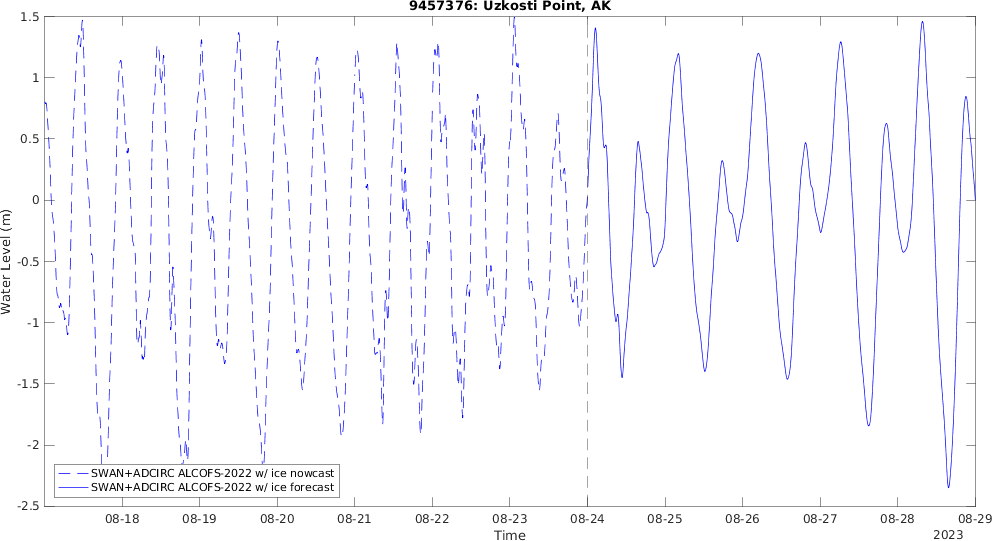 9457376: Uzkosti Point, AK
1.5
1
0.5
0
-0.5
-1
-1.5
-2
-2.5
Water Level (m)
SWAN+ADCIRC ALCOFS-2022 w/ ice nowcast
SWAN+ADCIRC ALCOFS-2022 w/ ice forecast
08-18 08-19 08-20 08-21 08-22 08-23 08-24 08-25 08-26 08-27 08-28 08-29
Time
2023